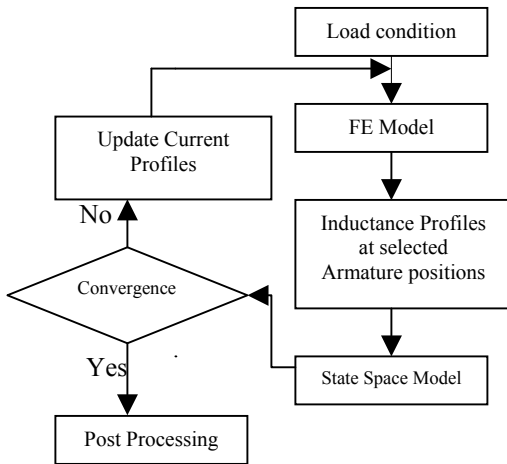 Load condition
FE Model
Update Current
Profiles
No
Inductance Profiles
at selected
Armature positions
Convergence
Yes
State Space Model
Post Processing